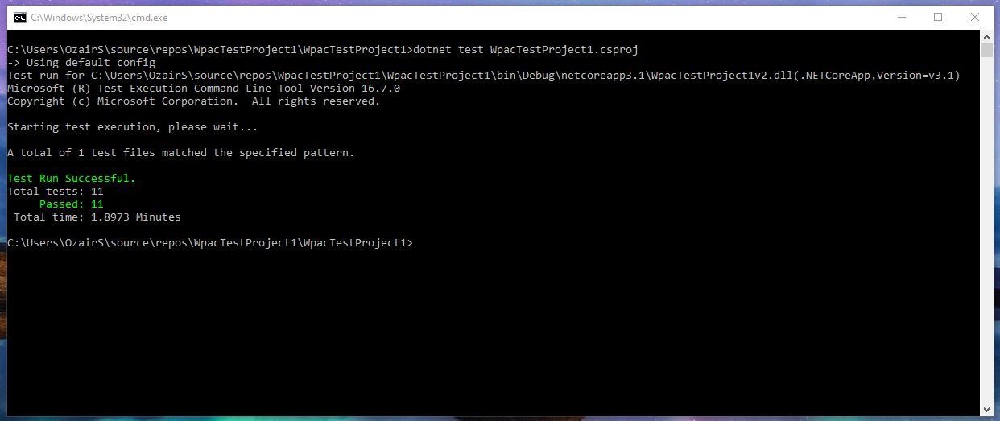 C:\Windows\System32\cmd.exe
C:\Users\OzairS\source\repos\WpacTestProject1\WpacTestProject1>dotnet test WpacTestProject1.csproj
-> Using default config
Test run for C:\Users\OzairS\source\repos\WpacTestProject1\WpacTestProject1\bin\Debug\netcoreapp3.1\WpacTestProject1v2.dll(.NETCoreApp,Version=v3.1)
Microsoft (R) Test Execution Command Line Tool Version 16.7.0
Copyright (c) Microsoft Corporation.  All rights reserved.
Starting test execution, please wait...
A total of 1 test files matched the specified pattern.
Test Run Successful.
Total tests: 11
     Passed: 11
 Total time: 1.8973 Minutes
C:\Users\OzairS\source\repos\WpacTestProject1\WpacTestProject1>